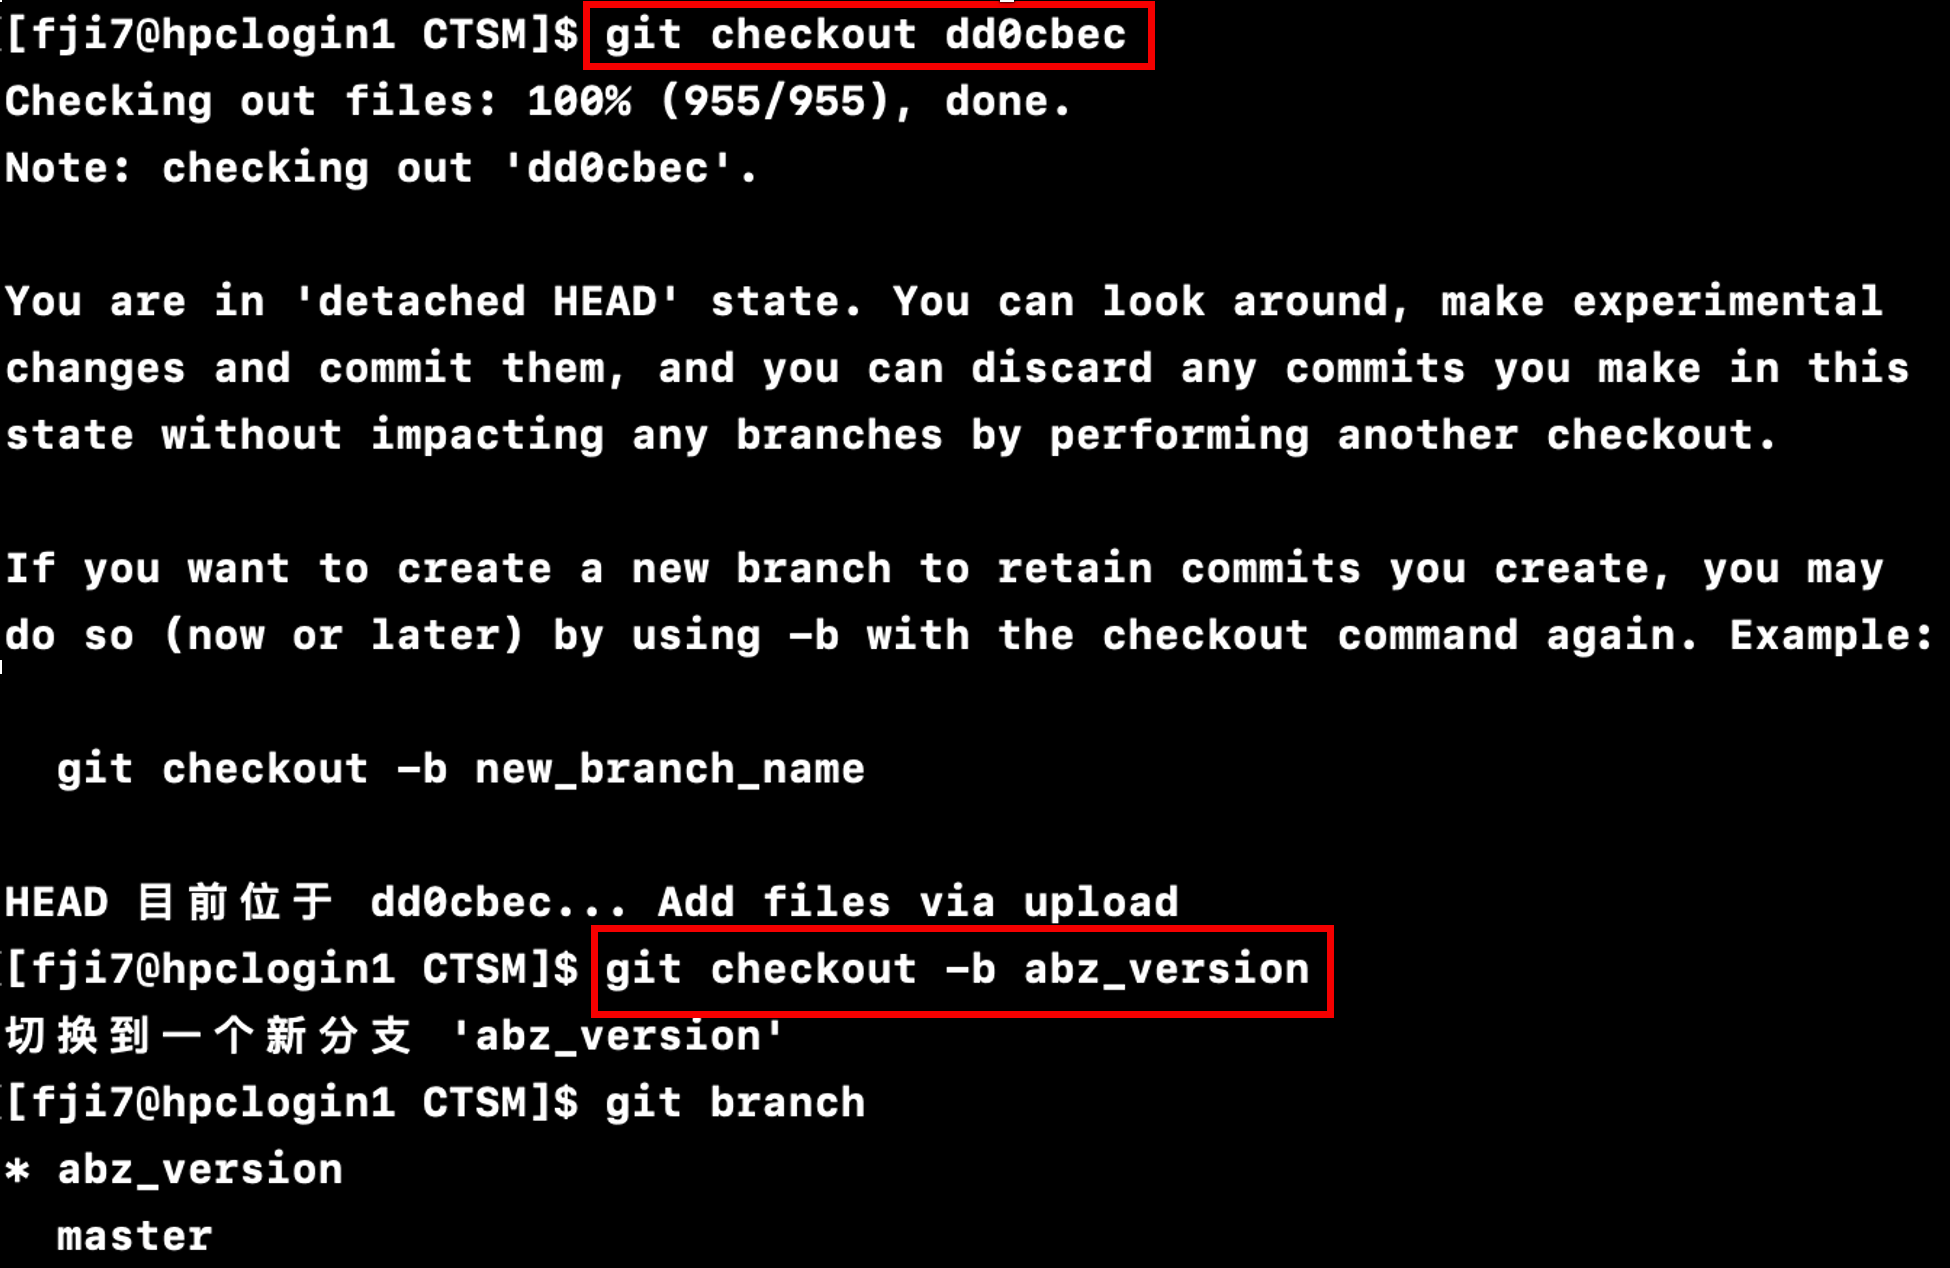 [fji7@hpclogin1 CTSM]$ git checkout dd0cbec
Checking out files: 100% (955/955), done.
Note: checking out 'dd0cbec'.
You are in 'detached HEAD' state. You can look around, make experimental
changes and commit them, and you can discard any commits you make in this
state without impacting any branches by performing another checkout.
If you want to create a new branch to retain commits you create, you may
do so (now or later) by using -b with the checkout command again. Example:
git checkout -b new_branch_name
HEAD 目前位于 dd0cbec... Add files via upload
[fji7@hpclogin1 CTSM]$ git checkout -b abz_version
切换到一个新分支 'abz_version'
[fji7@hpclogin1 CTSM]$ git branch
* abz_version
master